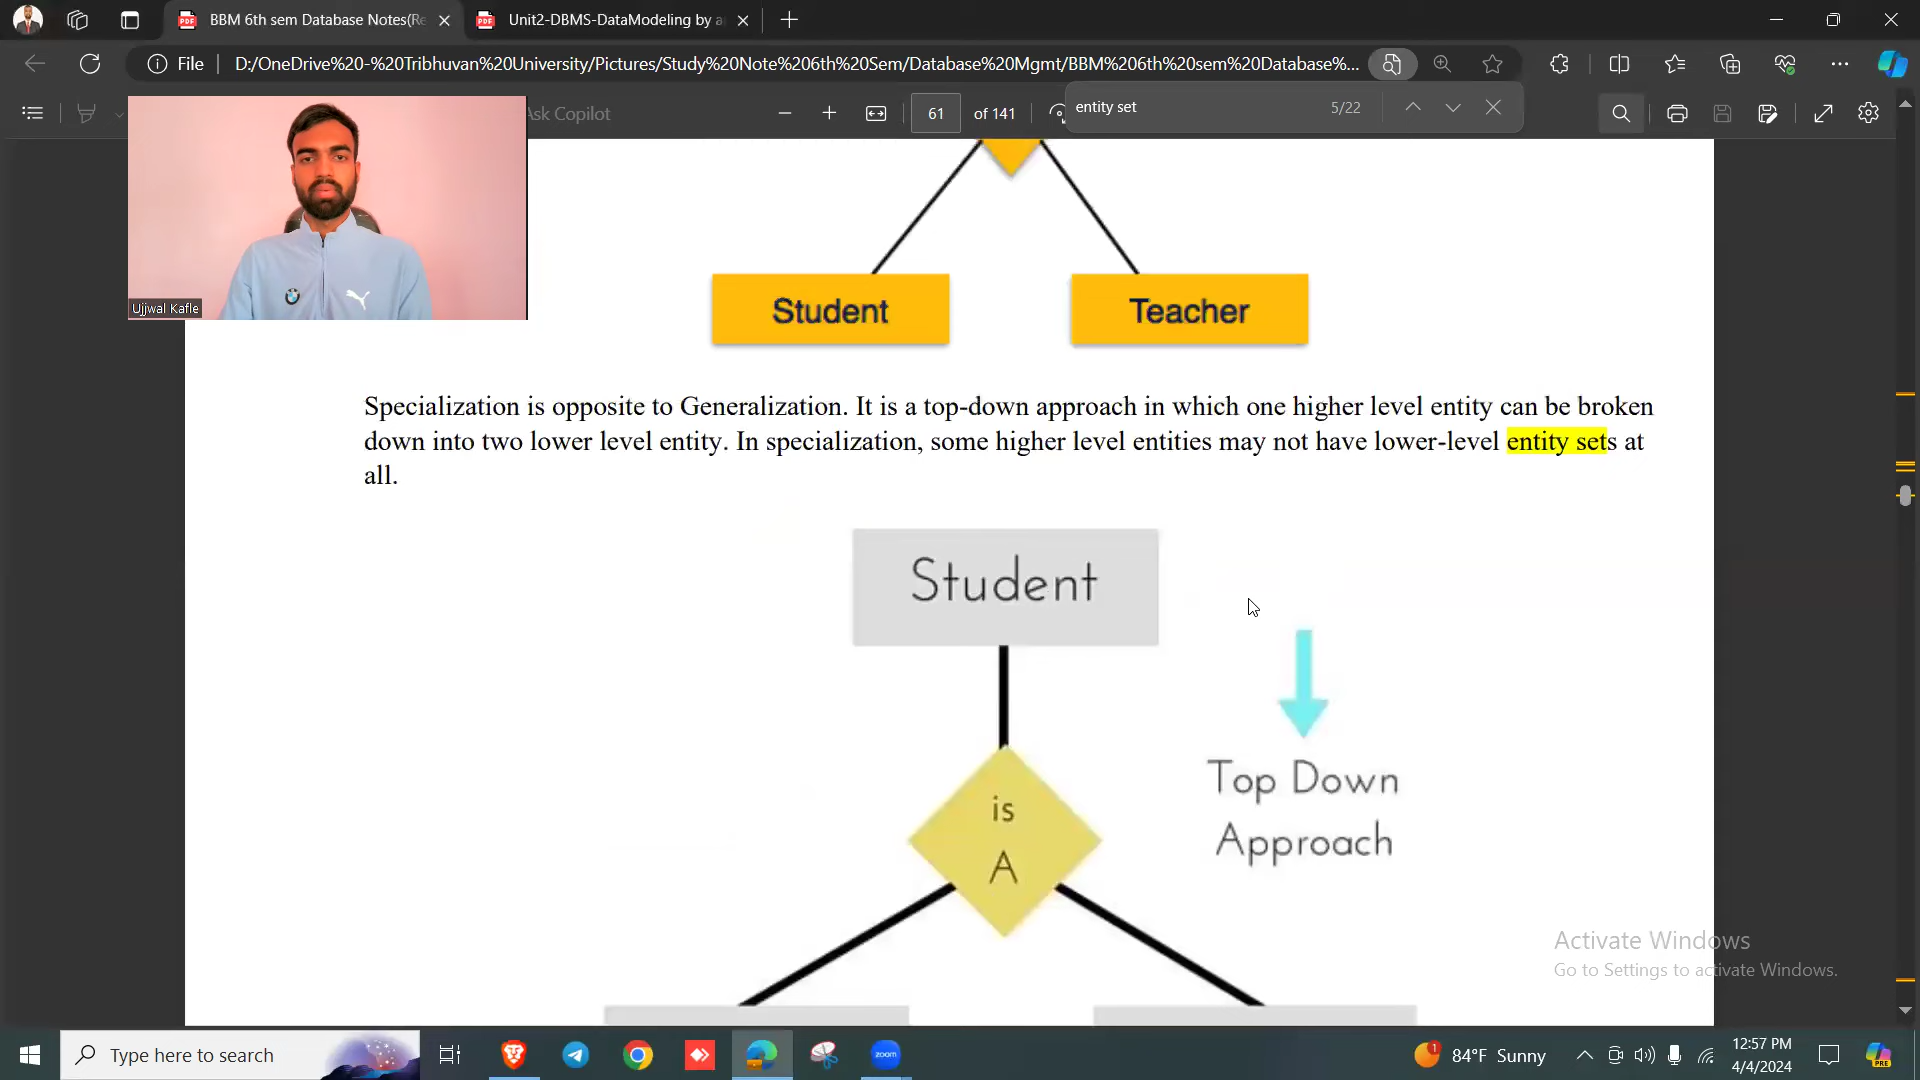 BBM 6th sem Database Notes(Re
Unit2-DBMS-DataModeling by a
File
D:/OneDrive%20-%20Tribhuvan%20University/Pictures/Study%20Note%206th%20Sem/Database%20Mgmt/BBM%206th%20sem%20Database%...
Ask Copilot
61 of 141
entity set
5/22
Ujjwal Kafle
Student
Teacher
Specialization is opposite to Generalization. It is a top-down approach in which one higher level entity can be broken
down into two lower level entity. In specialization, some higher level entities may not have lower-level entity sets at
all.
Student
is
A
Top Down
Approach
Activate Windows
Go to Settings to activate Windows.
Type here to search
zoom
1
84°F Sunny
12:57 PM
4/4/2024
PRE